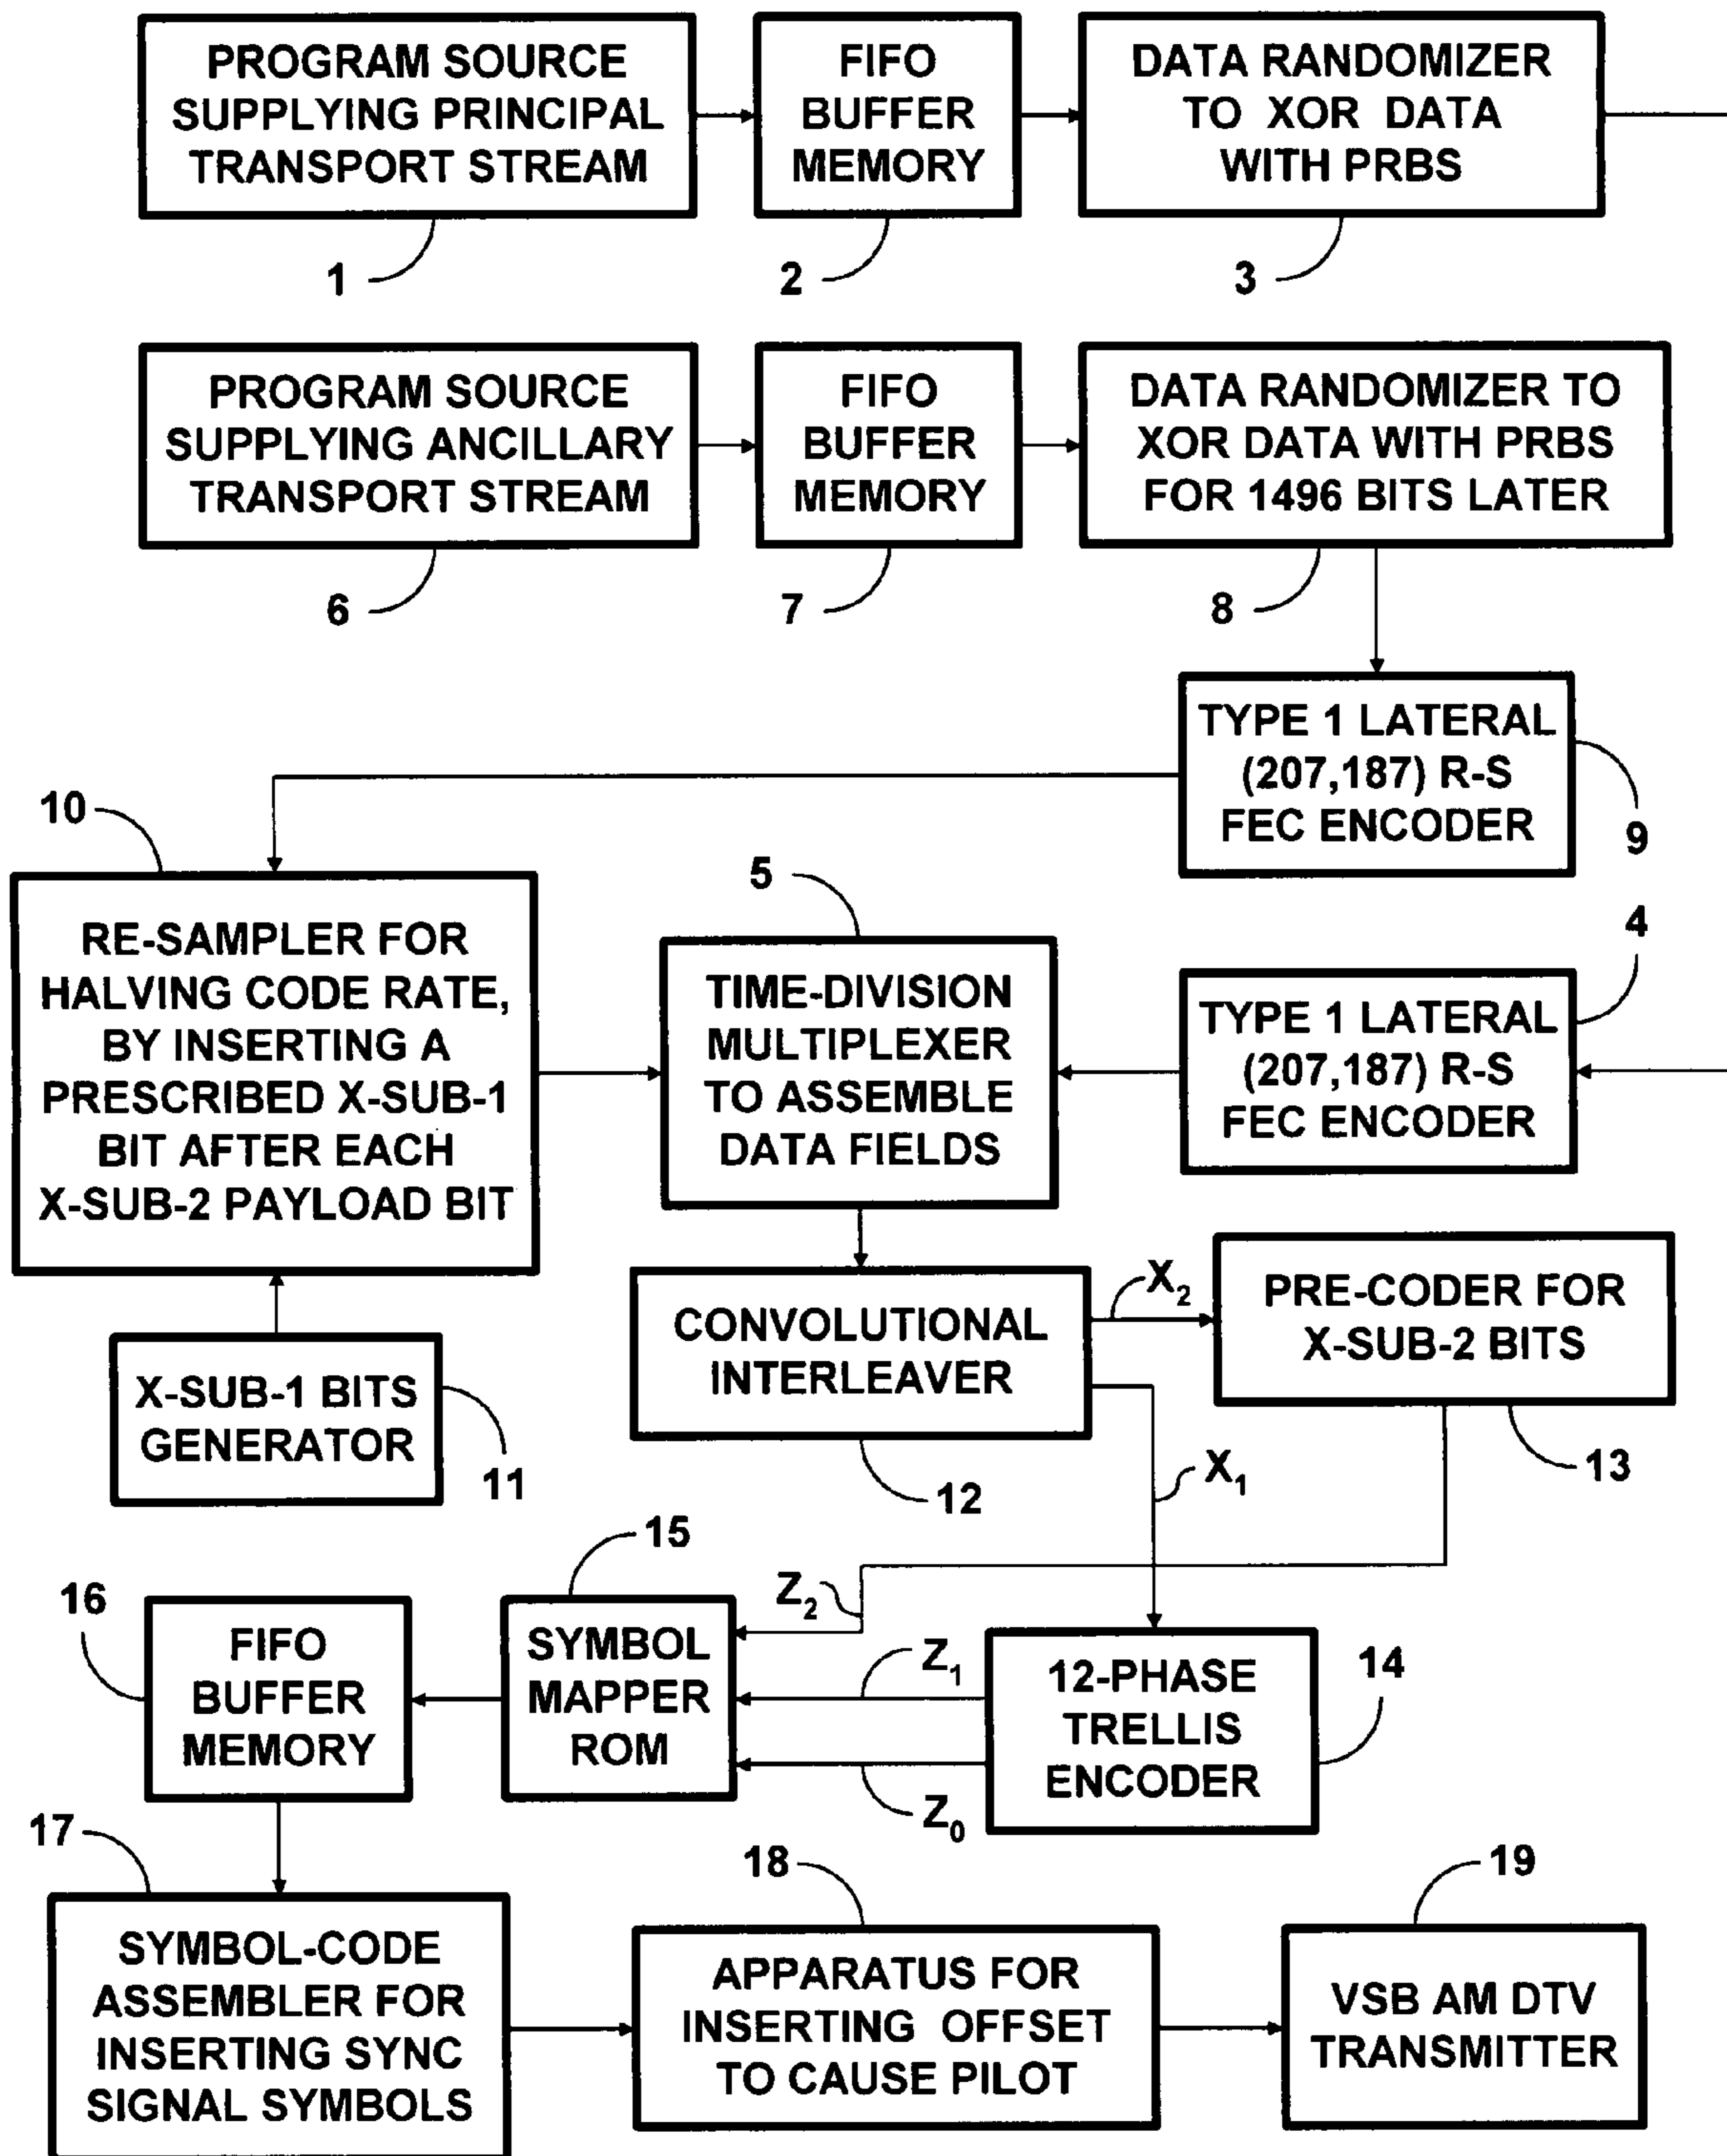 PROGRAM SOURCE
SUPPLYING PRINCIPAL
TRANSPORT STREAM
1
FIFO
BUFFER
MEMORY
2
DATA RANDOMIZER
TO XOR DATA
WITH PRBS
3
PROGRAM SOURCE
SUPPLYING ANCILLARY
TRANSPORT STREAM
6
FIFO
BUFFER
MEMORY
7
DATA RANDOMIZER TO
XOR DATA WITH PRBS
FOR 1496 BITS LATER
8
TYPE 1 LATERAL
(207,187) R-S
FEC ENCODER
9
10
RE-SAMPLER FOR
HALVING CODE RATE,
BY INSERTING A
PRESCRIBED X-SUB-1
BIT AFTER EACH
X-SUB-2 PAYLOAD BIT
5
TIME-DIVISION
MULTIPLEXER
TO ASSEMBLE
DATA FIELDS
4
TYPE 1 LATERAL
(207,187) R-S
FEC ENCODER
X-SUB-1 BITS
GENERATOR
11
CONVOLUTIONAL
INTERLEAVER
12
X2
PRE-CODER FOR
X-SUB-2 BITS
13
X1
15
SYMBOL
MAPPER
ROM
Z2
Z1
Z0
12-PHASE
TRELLIS
ENCODER
14
16
FIFO
BUFFER
MEMORY
17
SYMBOL-CODE
ASSEMBLER FOR
INSERTING SYNC
SIGNAL SYMBOLS
18
APPARATUS FOR
INSERTING OFFSET
TO CAUSE PILOT
19
VSB AM DTV
TRANSMITTER